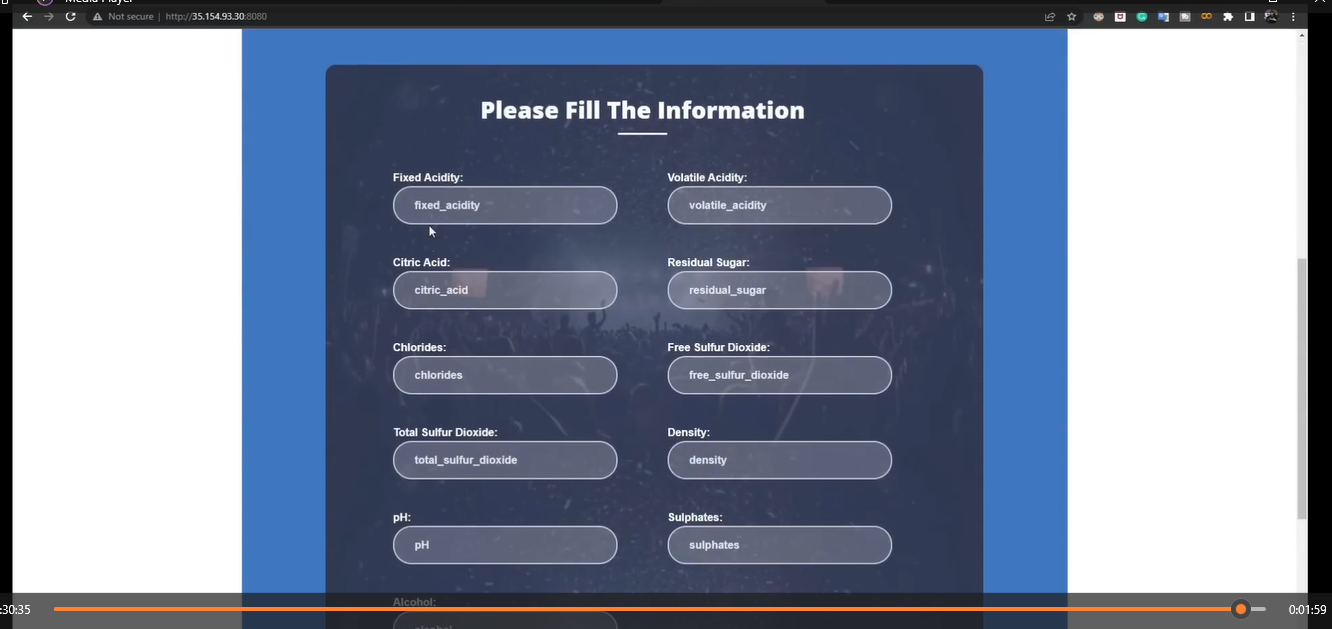 Media Player
Not secure | http://35.154.93.30:8080
Please Fill The Information
Fixed Acidity:
Volatile Acidity:
fixed_acidity
volatile_acidity
Citric Acid:
Residual Sugar:
citric_acid
residual_sugar
Chlorides:
Free Sulfur Dioxide:
chlorides
free_sulfur_dioxide
Total Sulfur Dioxide:
Density:
total_sulfur_dioxide
density
pH:
Sulphates:
pH
sulphates
Alcohol:
alcohol
:30:35
0:01:59